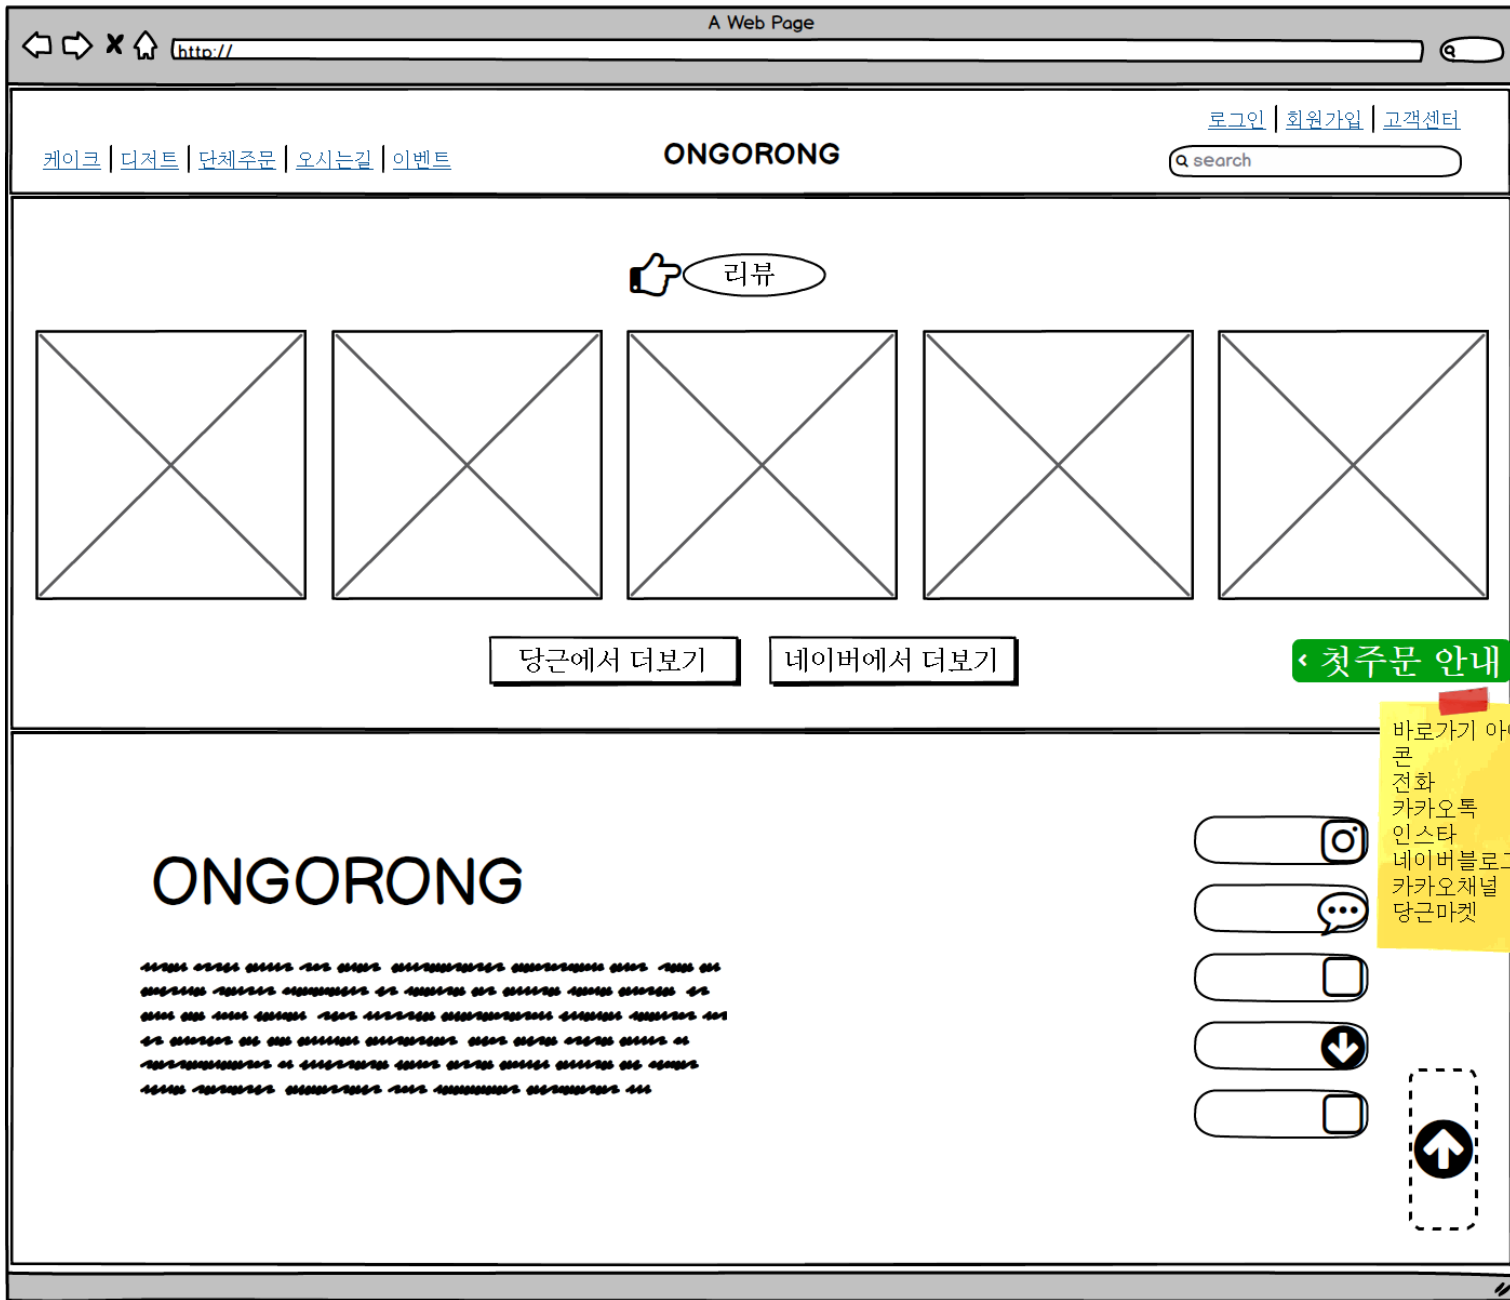 A Web Page
http://
로그인 회원가입 고객센터
케이크 디저트 단체주문 오시는길 이벤트
ONGORONG
search
리뷰
당근에서 더보기
네이버에서 더보기
첫주문 안내
바로가기
콘
전화
카카오톡
인스타
네이버블로그
카카오채널
당근마켓
ONGORONG